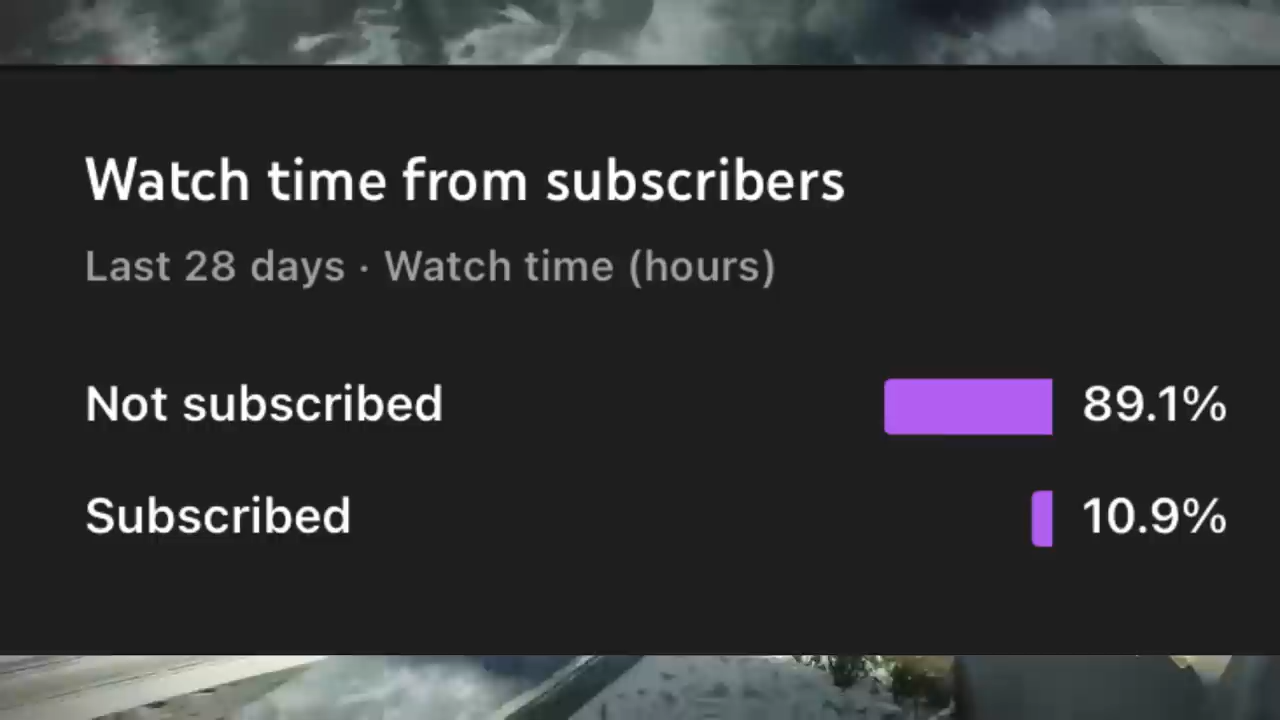 Watch time from subscribers
Last 28 days · Watch time (hours)
Not subscribed 89.1%
Subscribed 10.9%